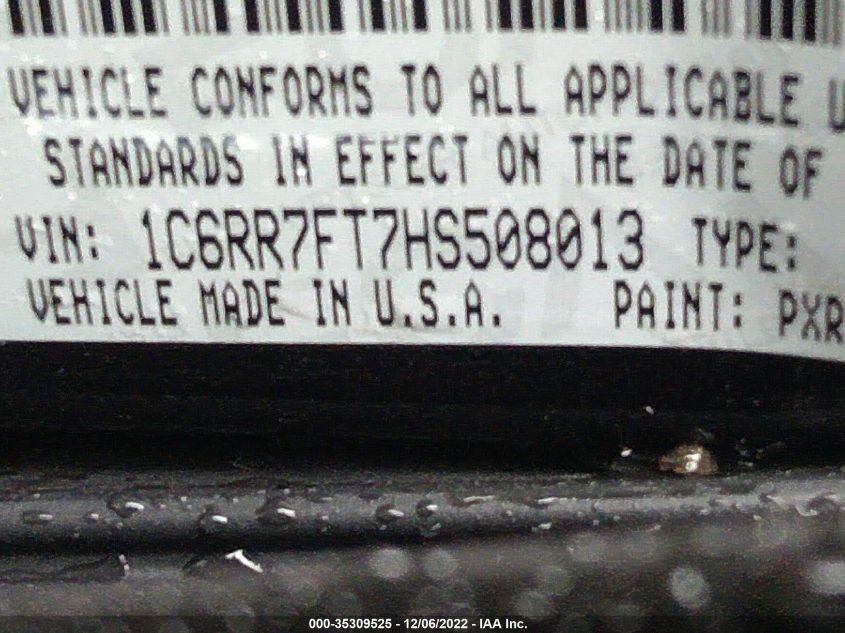 VEHICLE CONFORMS TO ALL APPLICABLE U
STANDARDS IN EFFECT ON THE DATE OF
VIN: 1C6RR7FT7HS508013 TYPE:
VEHICLE MADE IN U.S.A. PAINT: PXR
000-35309525 - 12/06/2022 - IAA Inc.